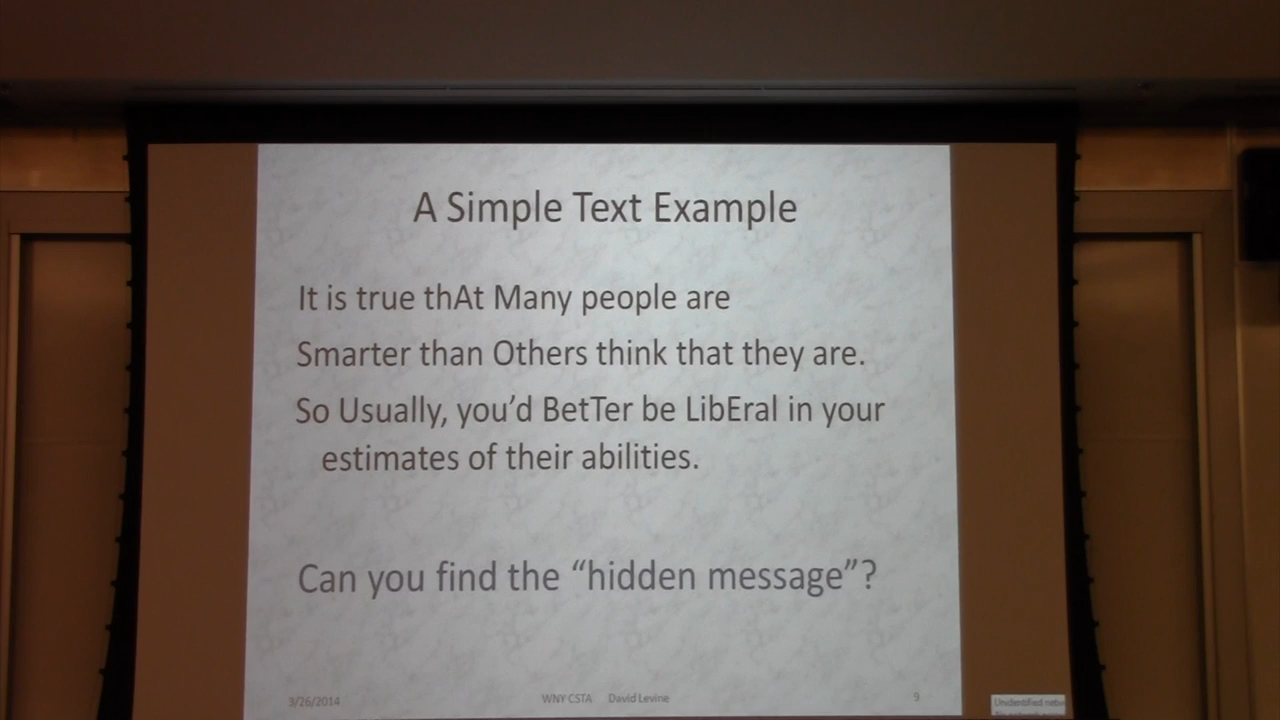 A Simple Text Example
It is true thAt Many people are
Smarter than Others think that they are.
So Usually, you’d BetTer be LibEral in your
estimates of their abilities.
Can you find the “hidden message”?
3/26/2014 WNY CSTA David Levine 9
Unidentified netw